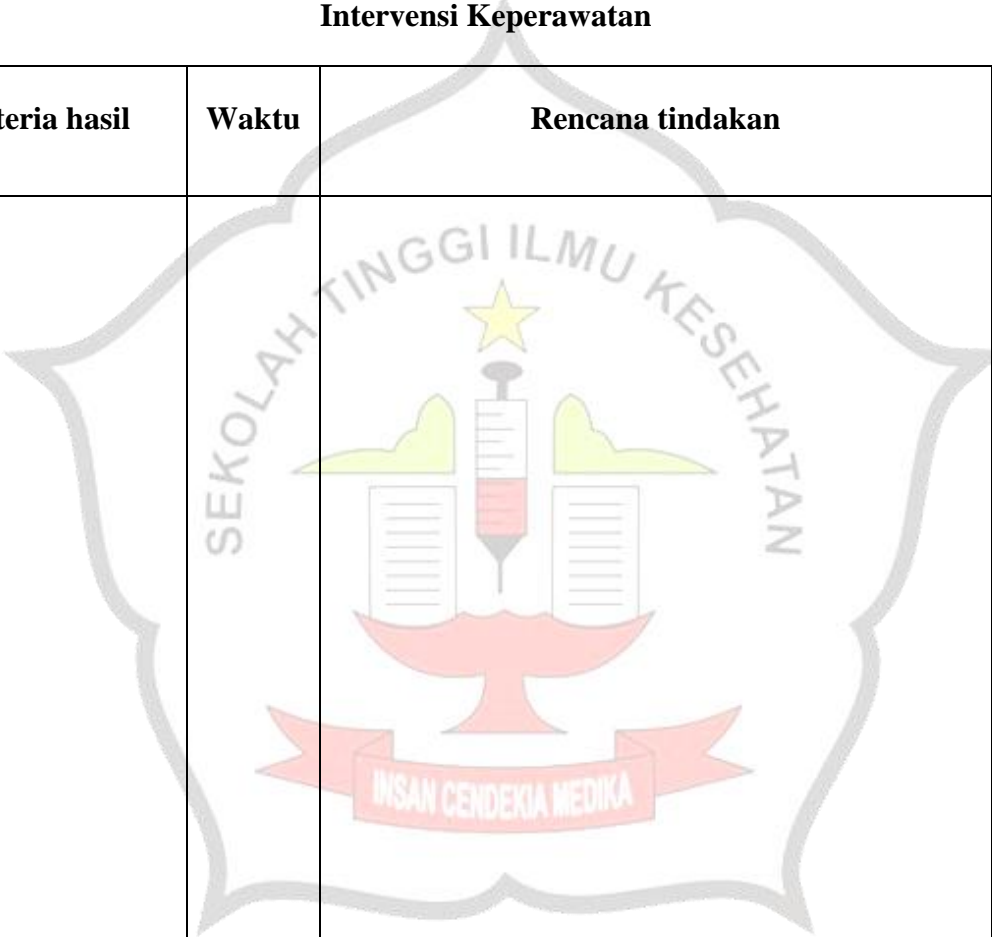 Intervensi Keperawatan
teria hasil Waktu Rencana tindakan
SEKOLAH TINGGI ILMU KESEHATAN
INSAN CENDEKIA MEDIKA